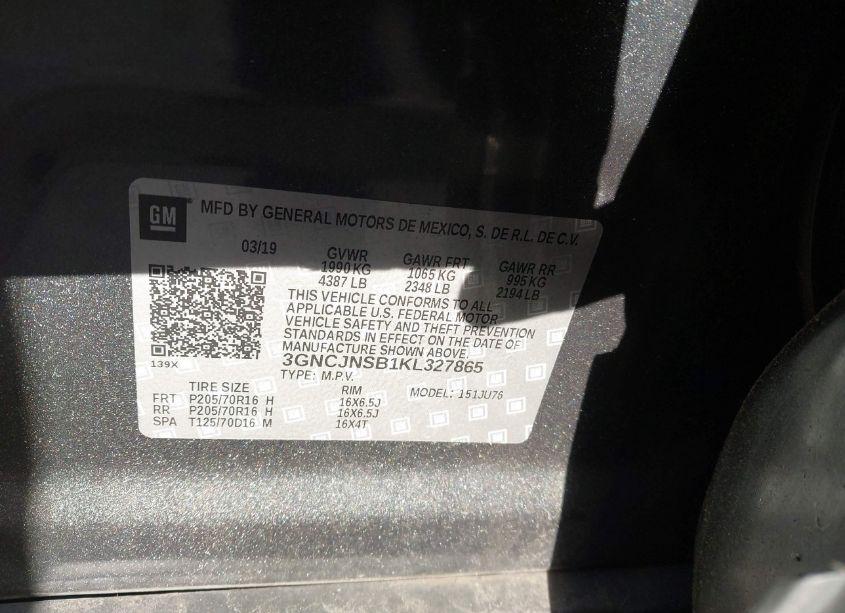 GM MFD BY GENERAL MOTORS DE MEXICO, S. DE R.L. DE C.V.
03/19 GVWR GAWR FRT GAWR RR
1990 KG 1065 KG 995 KG
4387 LB 2348 LB 2194 LB
THIS VEHICLE CONFORMS TO ALL
APPLICABLE U.S. FEDERAL MOTOR
VEHICLE SAFETY AND THEFT PREVENTION
STANDARDS IN EFFECT ON THE DATE OF
MANUFACTURE SHOWN ABOVE.
139X 3GNCJNSB1KL327865
TYPE: M.P.V. MODEL: 151JU76
TIRE SIZE RIM
FRT P205/70R16 H 16X6.5J
RR P205/70R16 H 16X6.5J
SPA T125/70D16 M 16X4T